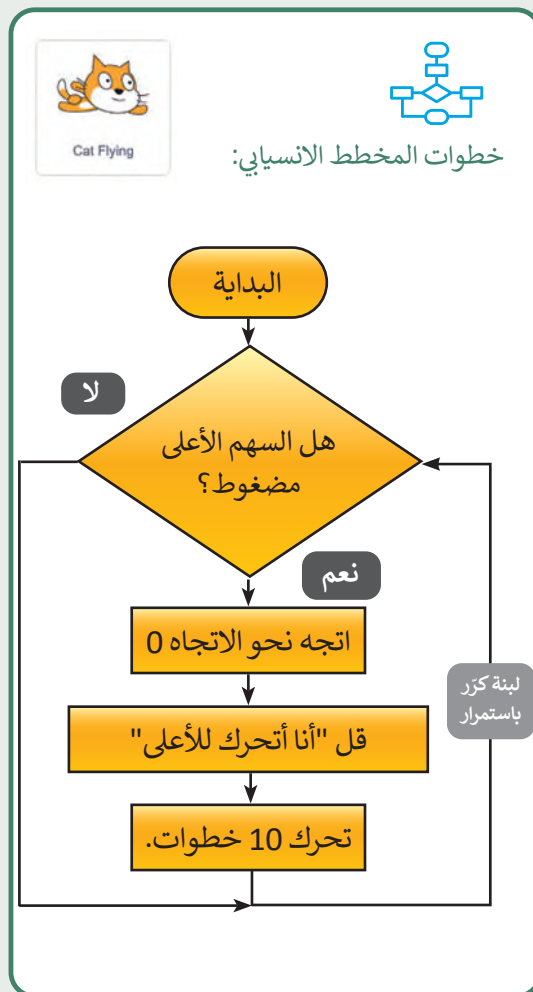 Cat Flying
خطوات المخطط الانسيابي:
البداية
لا
هل السهم الأعلى
مضغوط؟
نعم
اتجه نحو الاتجاه 0
لبنة كرّر
باستمرار
قل "أنا أتحرك للأعلى"
تحرك 10 خطوات.